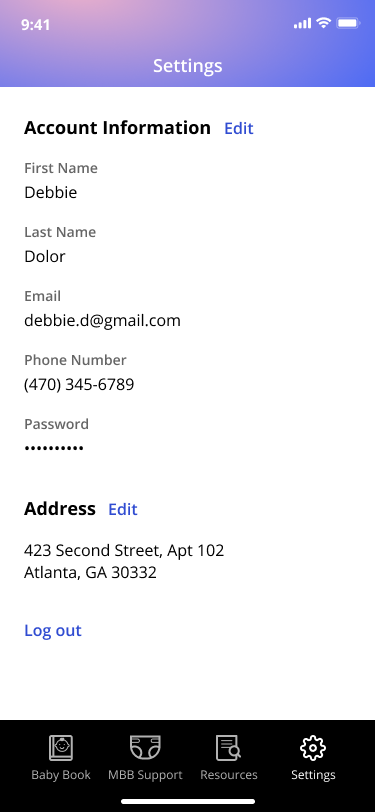 9:41
Settings
Account Information Edit
First Name
Debbie
Last Name
Dolor
Email
debbie.d@gmail.com
Phone Number
(470) 345-6789
Password
••••••••••
Address Edit
423 Second Street, Apt 102
Atlanta, GA 30332
Log out
Baby Book MBB Support Resources Settings